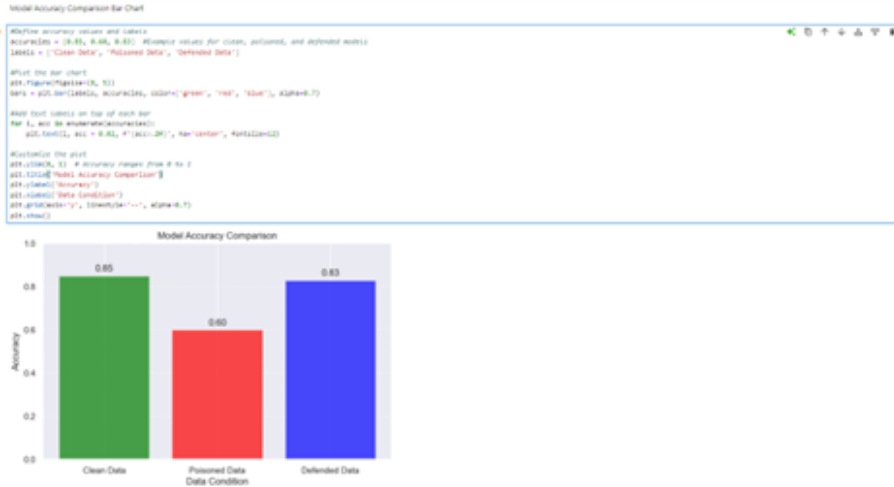 Model Accuracy Comparison Bar Chart
#Define accuracy values and labels
accuracies = [0.85, 0.60, 0.83] #Example values for clean, poisoned, and defended models
labels = ['Clean Data', 'Poisoned Data', 'Defended Data']
#Plot the bar chart
plt.figure(figsize=(8, 5))
bars = plt.bar(labels, accuracies, color=['green', 'red', 'blue'], alpha=0.7)
#Add text labels on top of each bar
for i, acc in enumerate(accuracies):
plt.text(i, acc + 0.02, f'{acc:.2f}', ha='center', fontsize=12)
#Customize the plot
plt.ylim(0, 1) # Accuracy ranges from 0 to 1
plt.title('Model Accuracy Comparison')
plt.ylabel('Accuracy')
plt.xlabel('Data Condition')
plt.grid(axis='y', linestyle='--', alpha=0.7)
plt.show()
Model Accuracy Comparison
1.0
0.8
0.6
0.4
0.2
0.0
Accuracy
0.85
0.60
0.83
Clean Data
Poisoned Data
Defended Data
Data Condition